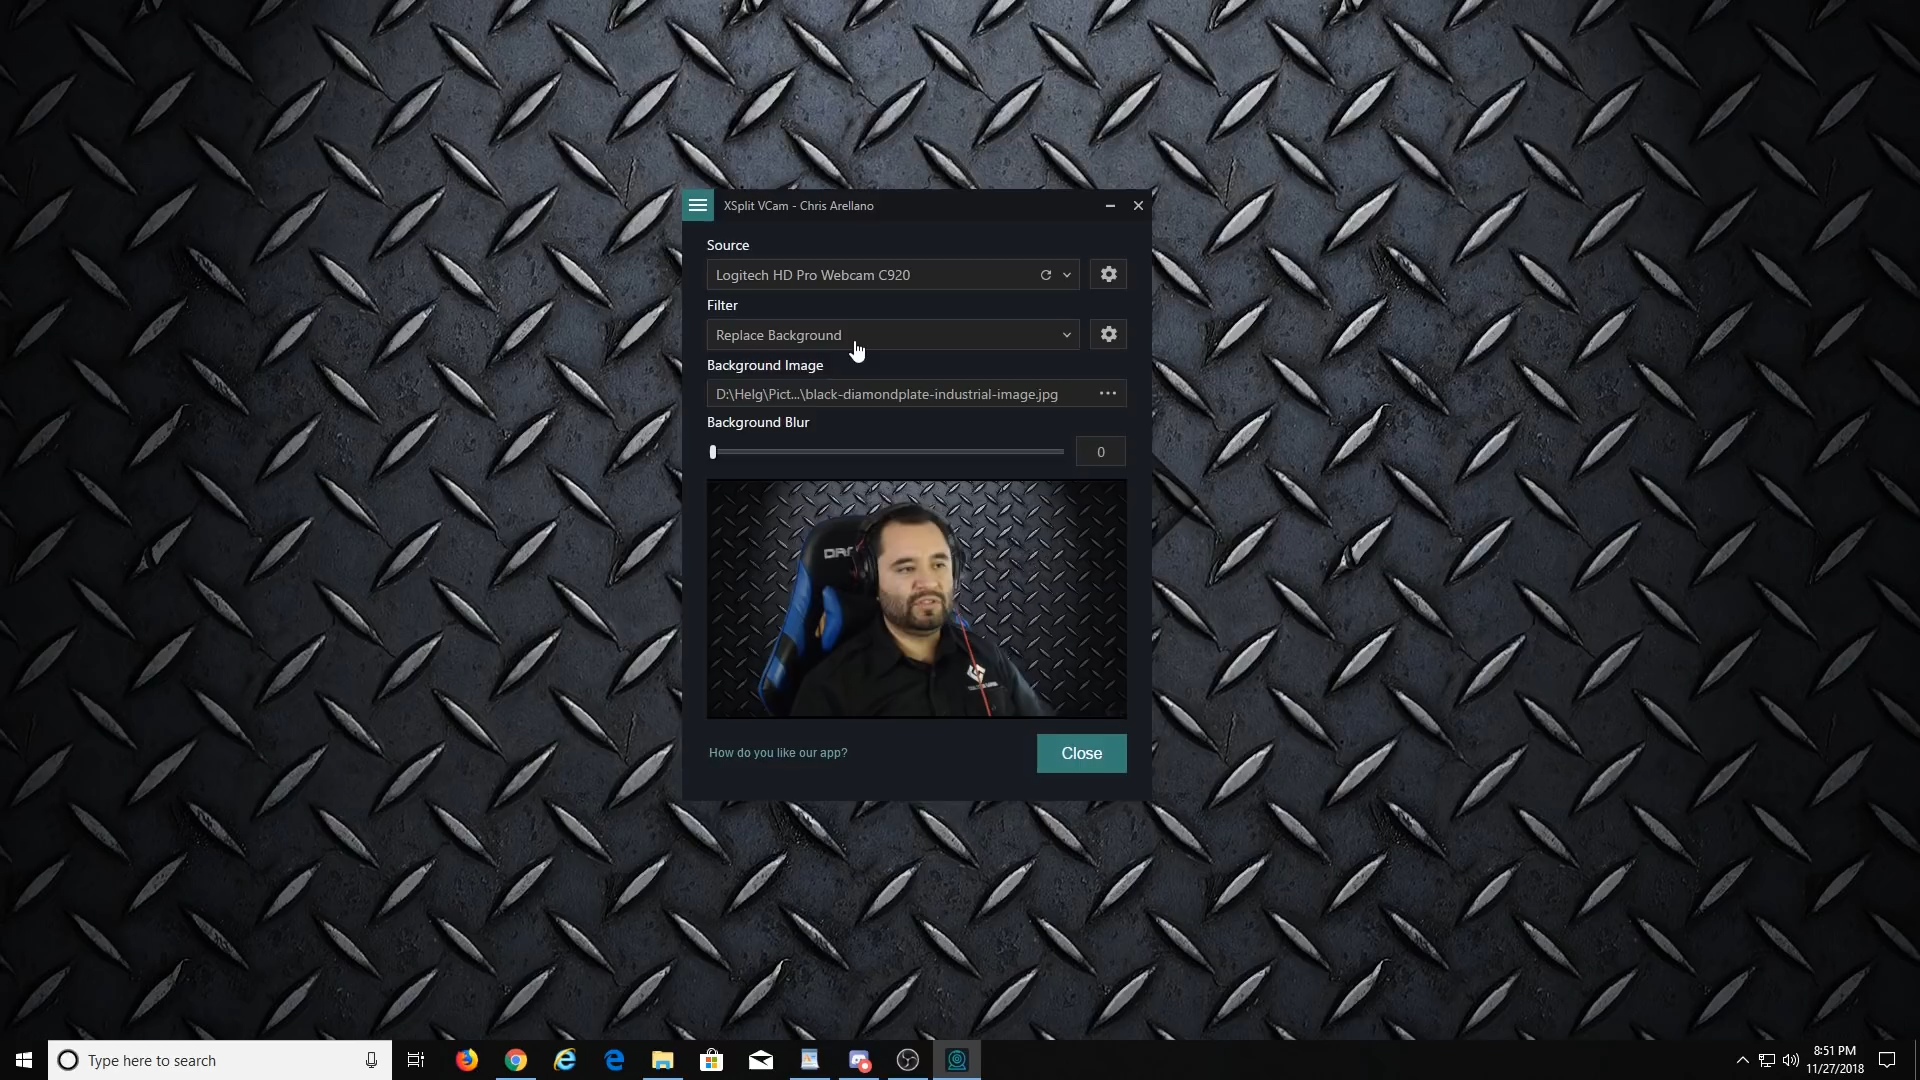 XSplit VCam - Chris Arellano
Source
Logitech HD Pro Webcam C920
Filter
Replace Background
Background Image
D:\Helg\Pict...\black-diamondplate-industrial-image.jpg
Background Blur
0
How do you like our app?
Close
Type here to search
8:51 PM
11/27/2018